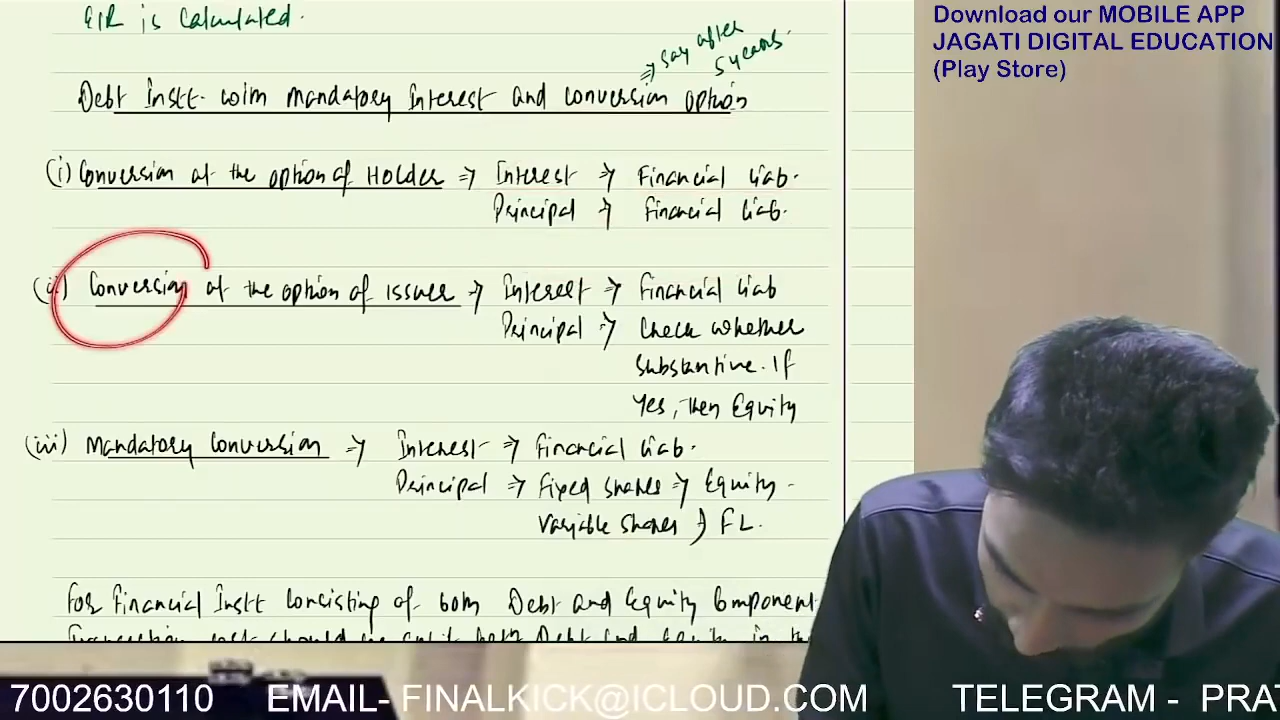 EIR is Calculated.
⇒ say after
5 years.
Debt Instt. with mandatory Interest and conversion option
(i) Conversion at the option of Holder ⇒ Interest ⇒ Financial Liab.
Principal ⇒ Financial Liab.
(ii) Conversion at the option of issuer ⇒ Interest ⇒ Financial Liab
Principal ⇒ Check whether
Substantive. If
Yes, Then Equity
(iii) Mandatory Conversion ⇒ Interest ⇒ Financial Liab.
Principal ⇒ Fixed shares ⇒ Equity -
Variable shares ⇒ FL.
For Financial Instt Consisting of both Debt and Equity Component
Download our MOBILE APP
JAGATI DIGITAL EDUCATION
(Play Store)
7002630110 EMAIL- FINALKICK@ICLOUD.COM TELEGRAM - PRAT